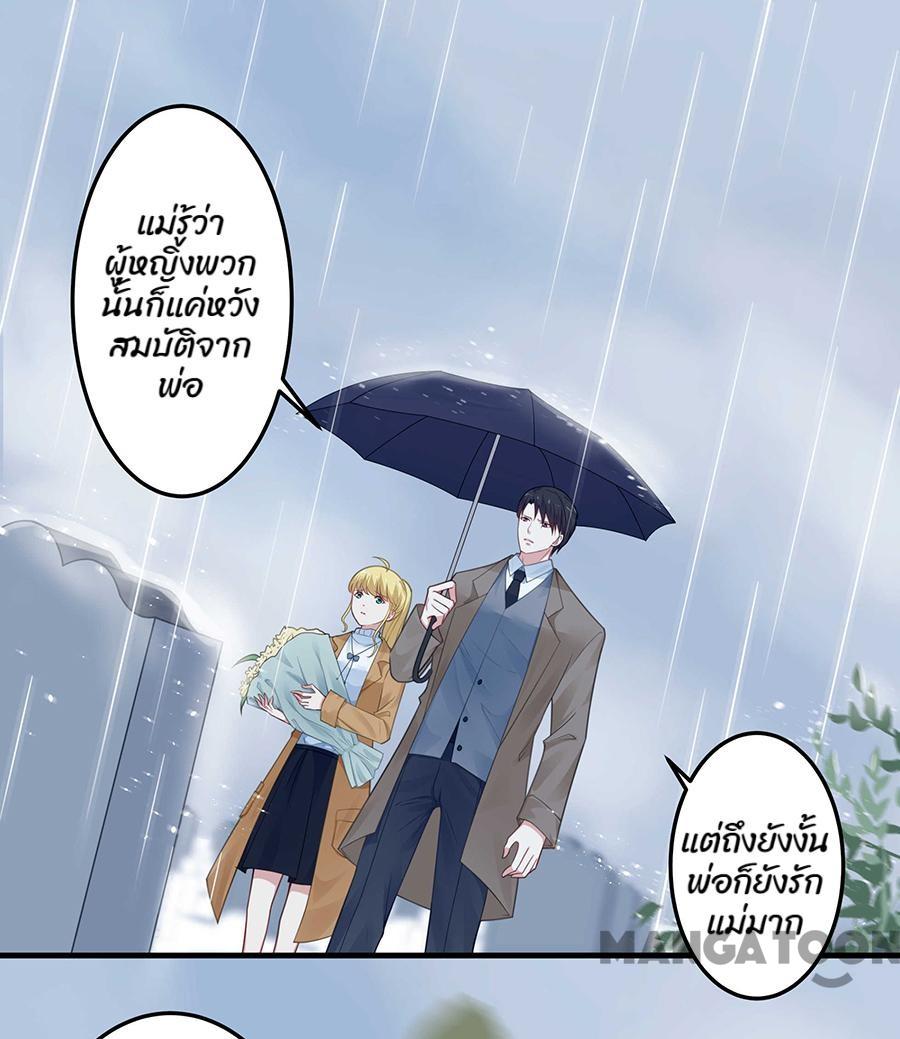 แม่รู้ว่า
ผู้หญิงพวก
นั้นก็แค่หวัง
สมบัติจาก
พ่อ
แต่ถึงยังงั้น
พ่อก็ยังรัก
แม่มาก
MANGATOON